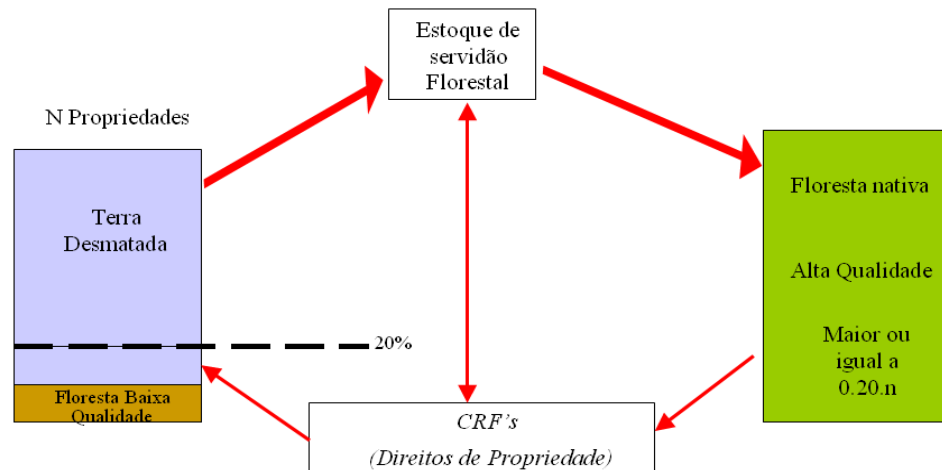 Estoque de
servidão
Florestal
N Propriedades
Terra
Desmatada
20%
Floresta Baixa
Qualidade
Floresta nativa
Alta Qualidade
Maior ou
igual a
0.20.n
CRF's
(Direitos de Propriedade)